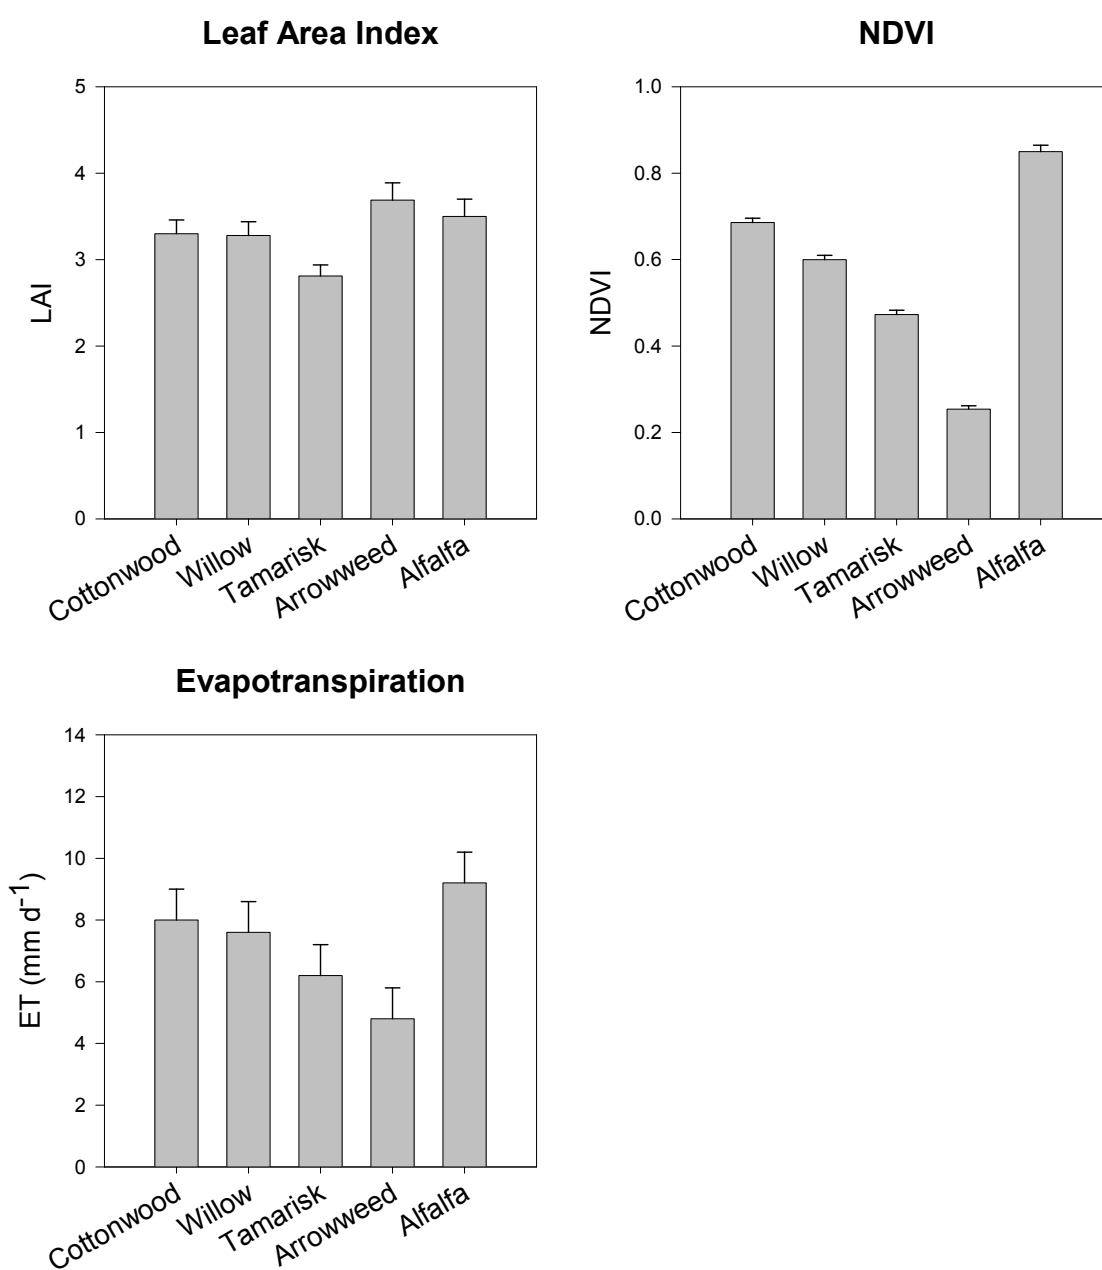 Leaf Area Index
5
4
3
2
1
0
LAI
Cottonwood
Willow
Tamarisk
Arrowweed
Alfalfa
NDVI
1.0
0.8
0.6
0.4
0.2
0.0
NDVI
Cottonwood
Willow
Tamarisk
Arrowweed
Alfalfa
Evapotranspiration
14
12
10
8
6
4
2
0
ET (mm d⁻¹)
Cottonwood
Willow
Tamarisk
Arrowweed
Alfalfa